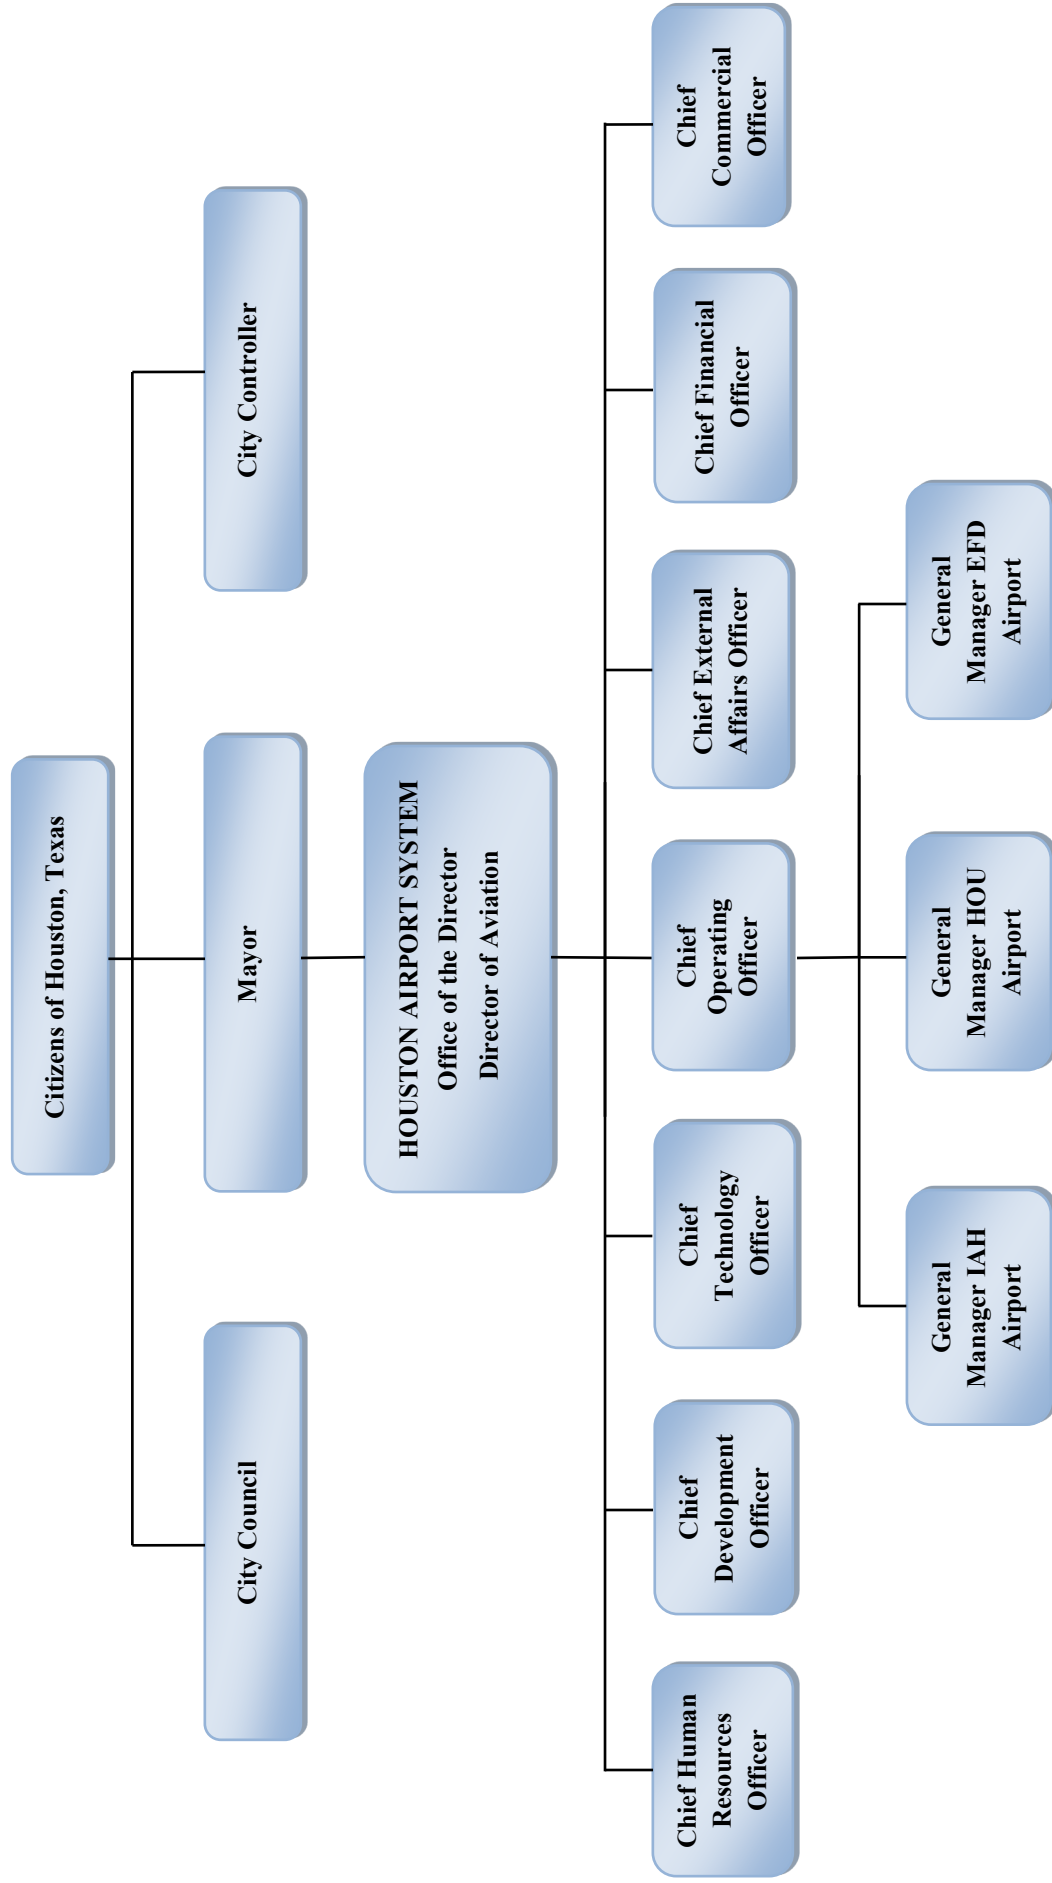 Citizens of Houston, Texas
City Council
Mayor
City Controller
HOUSTON AIRPORT SYSTEM
Office of the Director
Director of Aviation
Chief Human
Resources
Officer
Chief
Development
Officer
Chief
Technology
Officer
Chief
Operating
Officer
Chief External
Affairs Officer
Chief Financial
Officer
Chief
Commercial
Officer
General
Manager IAH
Airport
General
Manager HOU
Airport
General
Manager EFD
Airport